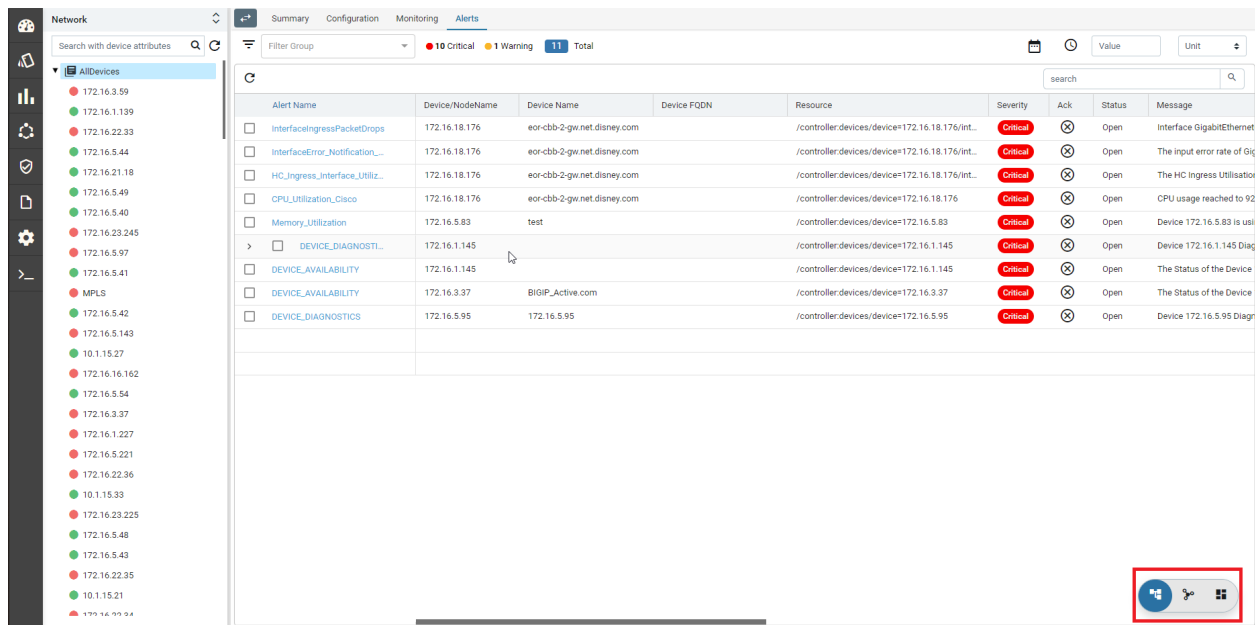 Network
Search with device attributes
AllDevices
172.16.3.59
172.16.1.139
172.16.22.33
172.16.5.44
172.16.21.18
172.16.5.49
172.16.5.40
172.16.23.245
172.16.5.97
172.16.5.41
MPLS
172.16.5.42
172.16.5.143
10.1.15.27
172.16.16.162
172.16.5.54
172.16.3.37
172.16.1.227
172.16.5.221
172.16.22.36
10.1.15.33
172.16.23.225
172.16.5.48
172.16.5.43
172.16.22.35
10.1.15.21
172.16.22.34
Summary Configuration Monitoring Alerts
Filter Group 10 Critical 1 Warning 11 Total Value Unit
search
Alert Name Device/NodeName Device Name Device FQDN Resource Severity Ack Status Message
InterfaceIngressPacketDrops 172.16.18.176 eor-cbb-2-gw.net.disney.com /controller:devices/device=172.16.18.176/int... Critical Open Interface GigabitEthernet
InterfaceError_Notification_... 172.16.18.176 eor-cbb-2-gw.net.disney.com /controller:devices/device=172.16.18.176/int... Critical Open The input error rate of Gig
HC_Ingress_Interface_Utiliz... 172.16.18.176 eor-cbb-2-gw.net.disney.com /controller:devices/device=172.16.18.176/int... Critical Open The HC Ingress Utilisation
CPU_Utilization_Cisco 172.16.18.176 eor-cbb-2-gw.net.disney.com /controller:devices/device=172.16.18.176 Critical Open CPU usage reached to 92
Memory_Utilization 172.16.5.83 test /controller:devices/device=172.16.5.83 Critical Open Device 172.16.5.83 is usi
DEVICE_DIAGNOSTI... 172.16.1.145 /controller:devices/device=172.16.1.145 Critical Open Device 172.16.1.145 Diag
DEVICE_AVAILABILITY 172.16.1.145 /controller:devices/device=172.16.1.145 Critical Open The Status of the Device
DEVICE_AVAILABILITY 172.16.3.37 BIGIP_Active.com /controller:devices/device=172.16.3.37 Critical Open The Status of the Device
DEVICE_DIAGNOSTICS 172.16.5.95 172.16.5.95 /controller:devices/device=172.16.5.95 Critical Open Device 172.16.5.95 Diagn